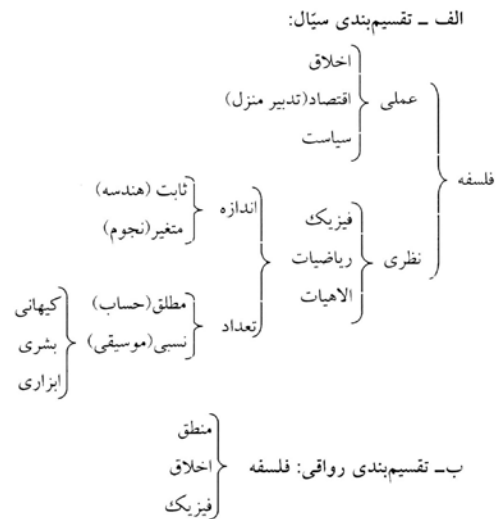 الف ـ تقسیم‌بندی سیّال:
فلسفه
عملی
اخلاق
اقتصاد(تدبیر منزل)
سیاست
نظری
فیزیک
ریاضیات
الاهیات
اندازه
ثابت (هندسه)
متغیر(نجوم)
تعداد
مطلق(حساب)
نسبی(موسیقی)
کیهانی
بشری
ابزاری
ب‌ـ تقسیم‌بندی رواقی: فلسفه
منطق
اخلاق
فیزیک